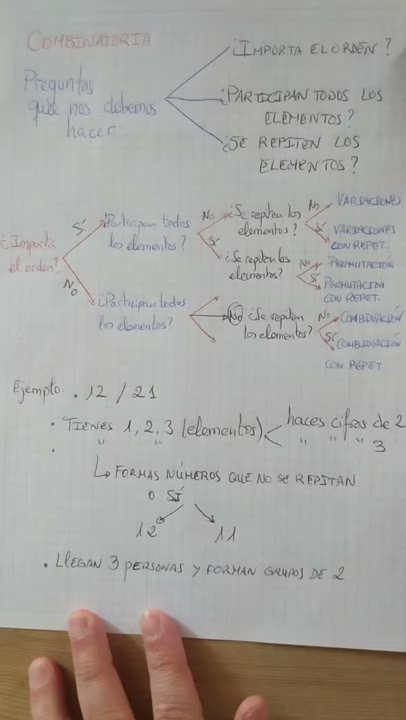 COMBINATORIA
Preguntas
que nos debemos
hacer
¿IMPORTA EL ORDEN?
¿PARTICIPAN TODOS LOS
ELEMENTOS?
¿SE REPITEN LOS
ELEMENTOS?
¿Importa
el orden?
SÍ
¿Participan todos
los elementos?
No
¿Se repiten los
elementos?
No
VARIACIONES
SÍ
VARIACIONES
CON REPET.
SÍ
¿Se repiten los
elementos?
No
PERMUTACIÓN
SÍ
PERMUTACIÓN
CON REPET.
NO
¿Participan todos
los elementos?
NO
¿Se repiten
los elementos?
No
COMBINACIÓN
SÍ
COMBINACIÓN
CON REPET
Ejemplo: . 12 / 21
. TIENES 1, 2, 3 (elementos) haces cifras de 2
" " " " " 3
↳ FORMAS NÚMEROS QUE NO SE REPITAN
O SÍ
12 11
. LLEGAN 3 PERSONAS Y FORMAN GRUPOS DE 2